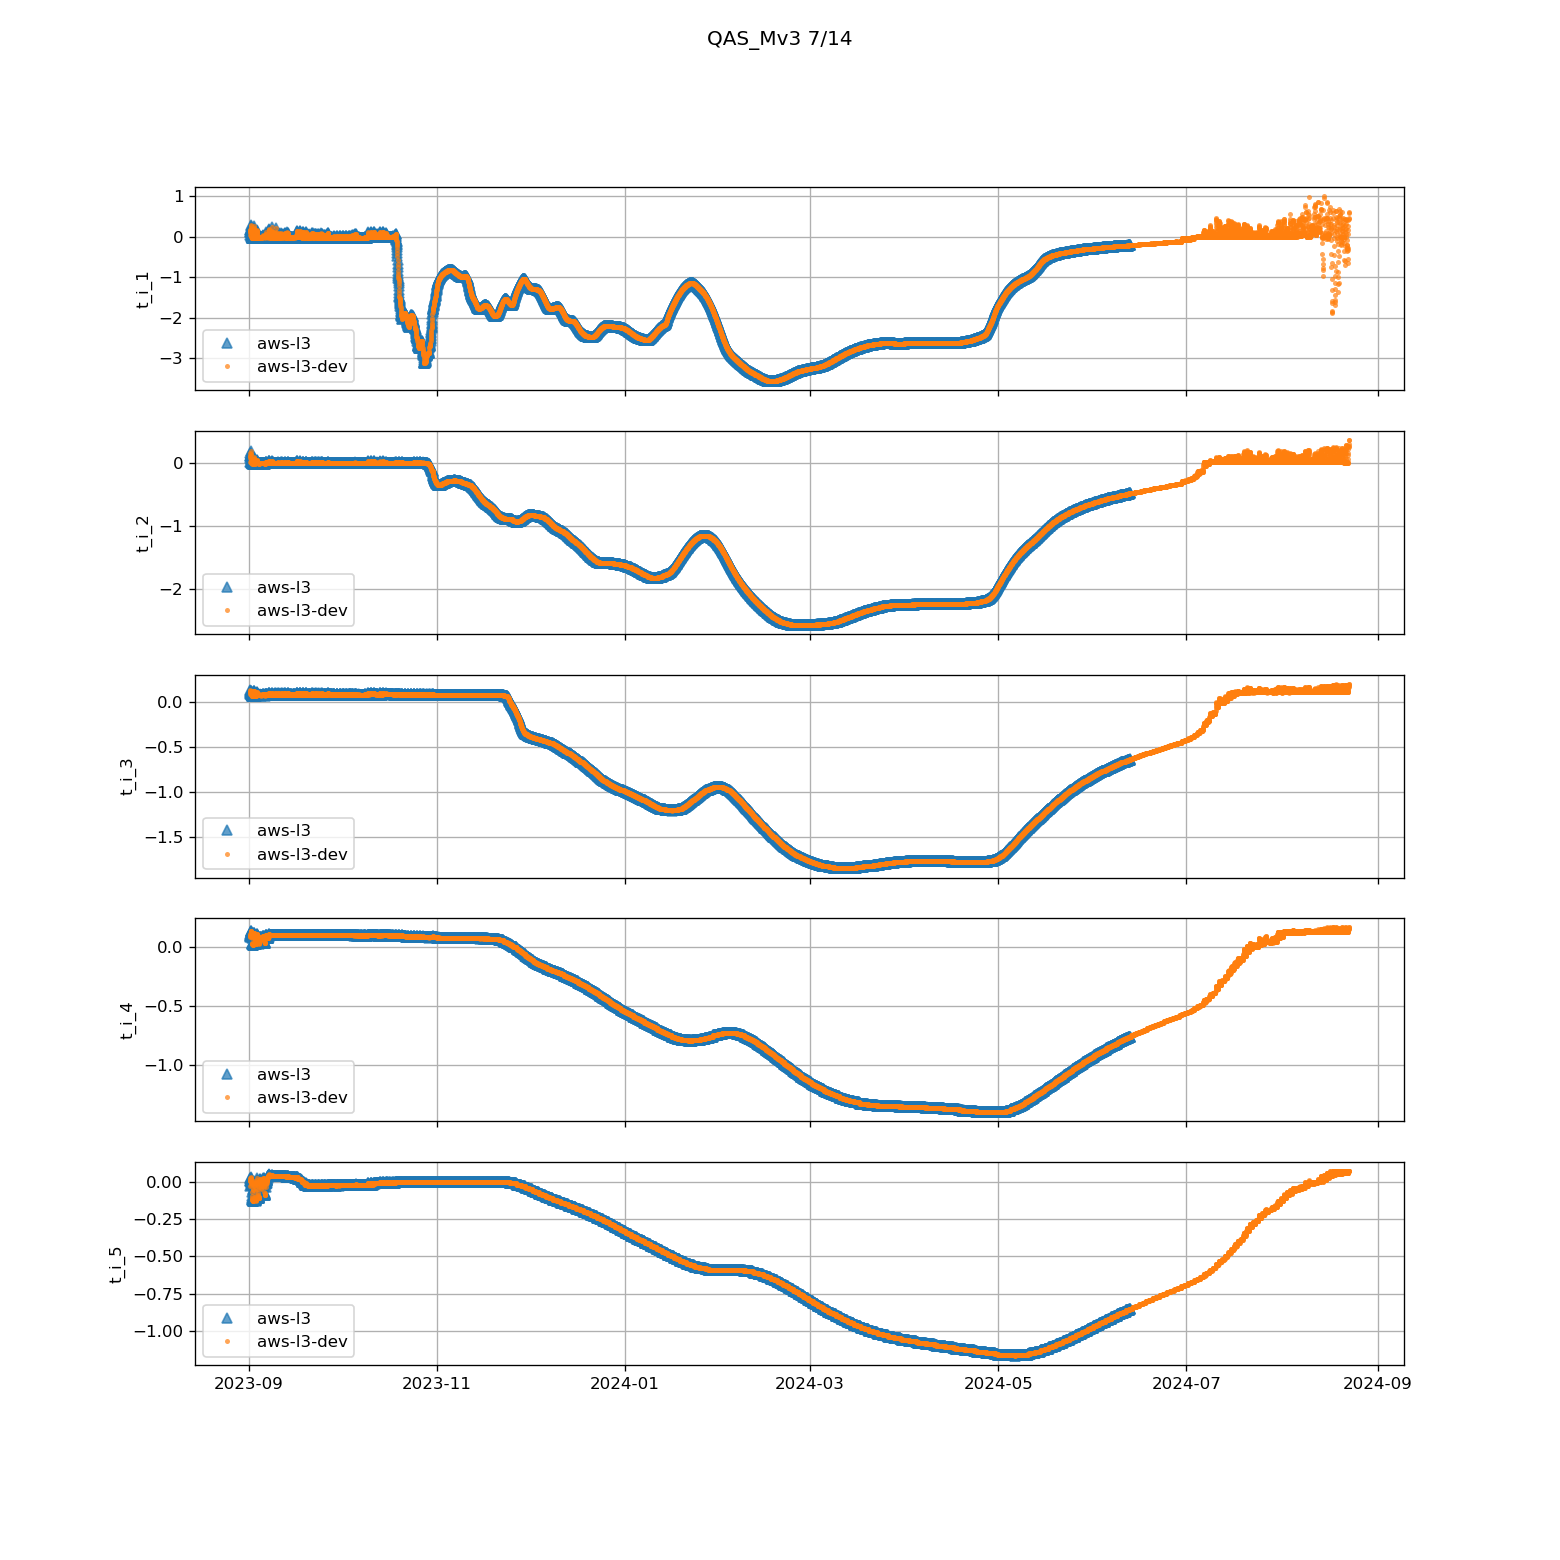 QAS_Mv3 7/14
1
0
−1
−2
−3
t_i_1
aws-l3
aws-l3-dev
0
−1
−2
t_i_2
aws-l3
aws-l3-dev
0.0
−0.5
−1.0
−1.5
t_i_3
aws-l3
aws-l3-dev
0.0
−0.5
−1.0
t_i_4
aws-l3
aws-l3-dev
0.00
−0.25
−0.50
−0.75
−1.00
t_i_5
aws-l3
aws-l3-dev
2023-09 2023-11 2024-01 2024-03 2024-05 2024-07 2024-09